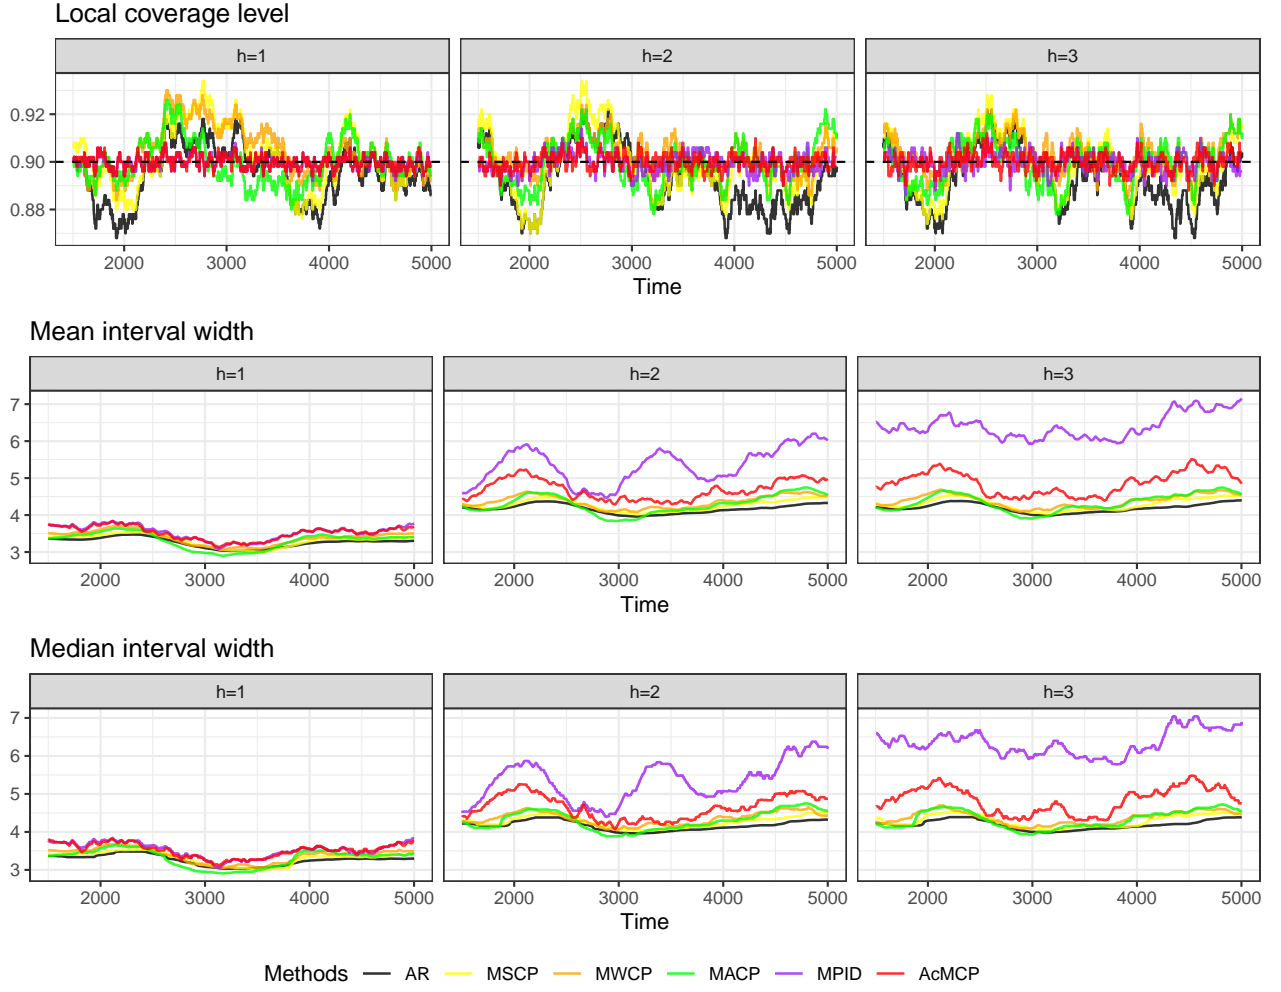 Local coverage level
h=1 h=2 h=3
0.92
0.90
0.88
2000 3000 4000 5000 2000 3000 4000 5000 2000 3000 4000 5000
Time
Mean interval width
h=1 h=2 h=3
7
6
5
4
3
2000 3000 4000 5000 2000 3000 4000 5000 2000 3000 4000 5000
Time
Median interval width
h=1 h=2 h=3
7
6
5
4
3
2000 3000 4000 5000 2000 3000 4000 5000 2000 3000 4000 5000
Time
Methods AR MSCP MWCP MACP MPID AcMCP